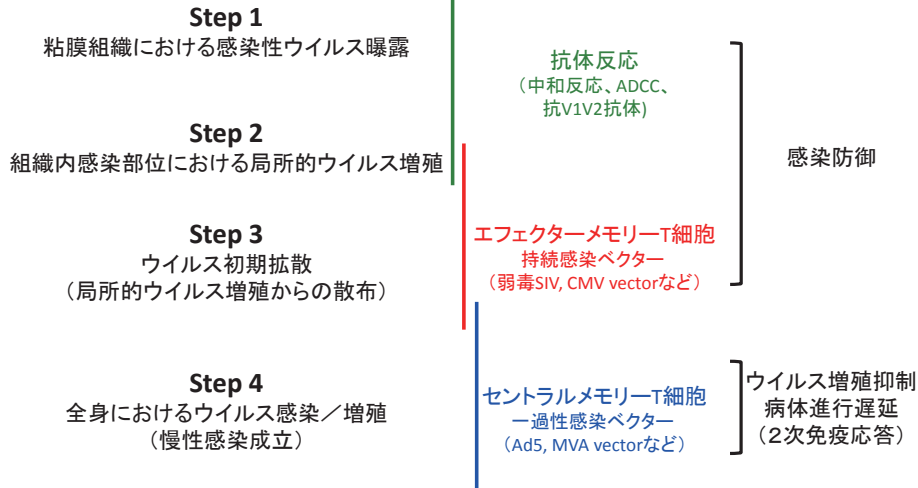 Step 1
粘膜組織における感染性ウイルス曝露
Step 2
組織内感染部位における局所的ウイルス増殖
Step 3
ウイルス初期拡散
（局所的ウイルス増殖からの散布）
Step 4
全身におけるウイルス感染／増殖
（慢性感染成立）
抗体反応
（中和反応、ADCC、
抗V1V2抗体)
エフェクターメモリーT細胞
持続感染ベクター
（弱毒SIV, CMV vectorなど）
セントラルメモリーT細胞
一過性感染ベクター
（Ad5, MVA vectorなど）
感染防御
ウイルス増殖抑制
病体進行遅延
（２次免疫応答）